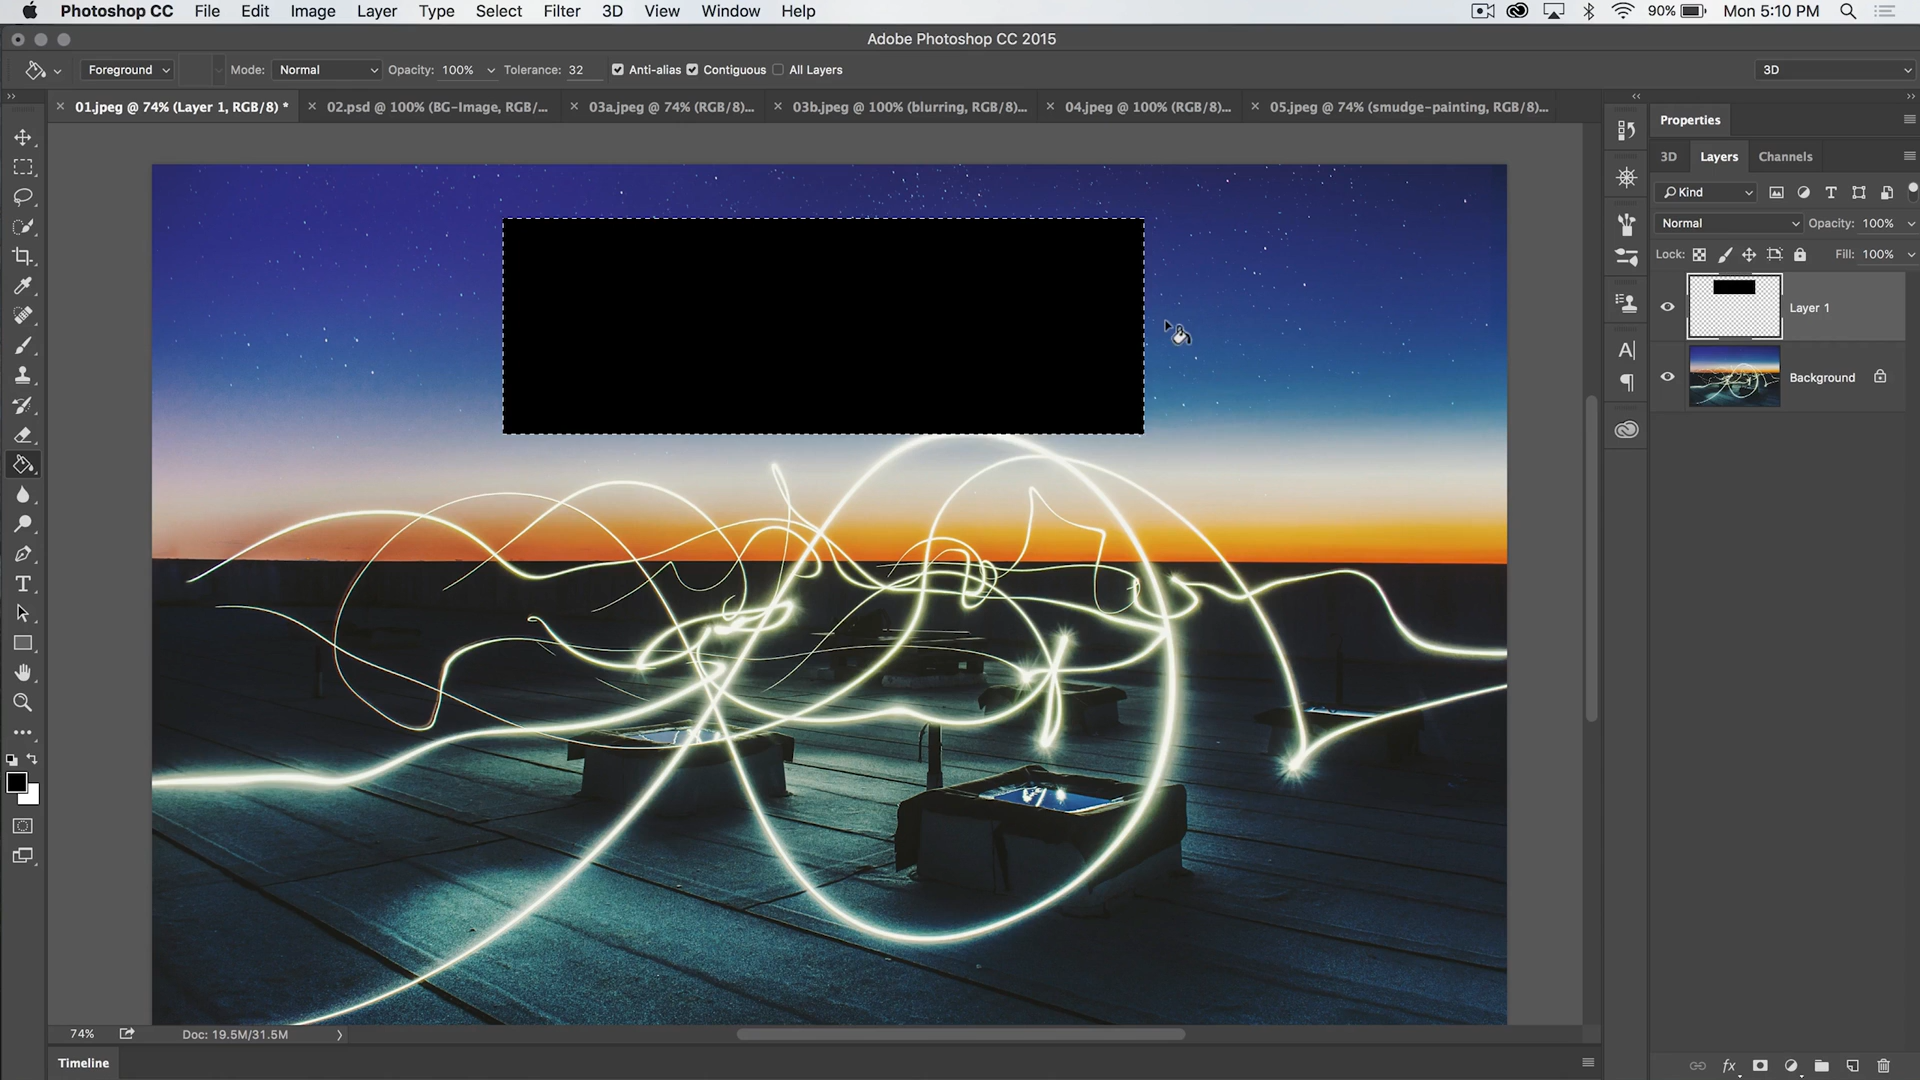 Photoshop CC File Edit Image Layer Type Select Filter 3D View Window Help 90% Mon 5:10 PM
Adobe Photoshop CC 2015
Foreground Mode: Normal Opacity: 100% Tolerance: 32 Anti-alias Contiguous All Layers 3D
01.jpeg @ 74% (Layer 1, RGB/8) * 02.psd @ 100% (BG-Image, RGB/... 03a.jpeg @ 74% (RGB/8)... 03b.jpeg @ 100% (blurring, RGB/8)... 04.jpeg @ 100% (RGB/8)... 05.jpeg @ 74% (smudge-painting, RGB/8)...
Properties
3D Layers Channels
Kind
Normal Opacity: 100%
Lock: Fill: 100%
Layer 1
Background
74% Doc: 19.5M/31.5M
Timeline
fx